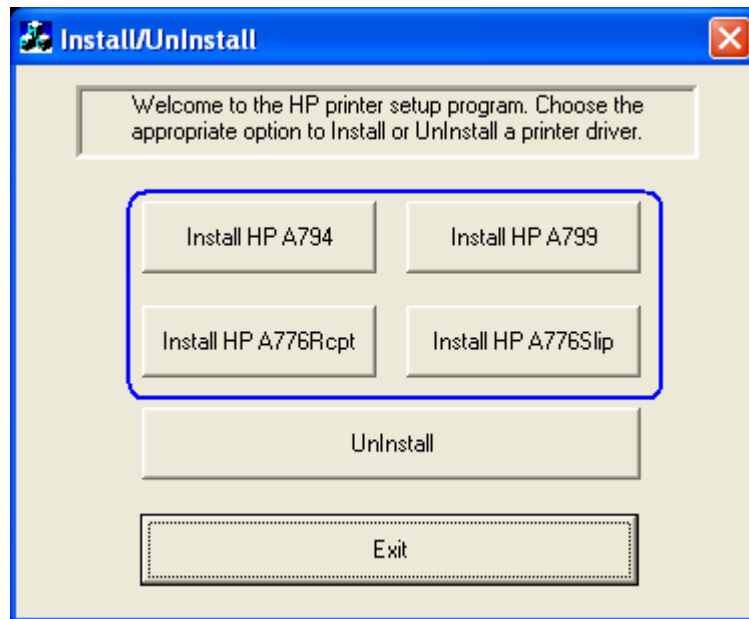 Install/UnInstall
Welcome to the HP printer setup program. Choose the
appropriate option to Install or UnInstall a printer driver.
Install HP A794
Install HP A799
Install HP A776Rcpt
Install HP A776Slip
UnInstall
Exit